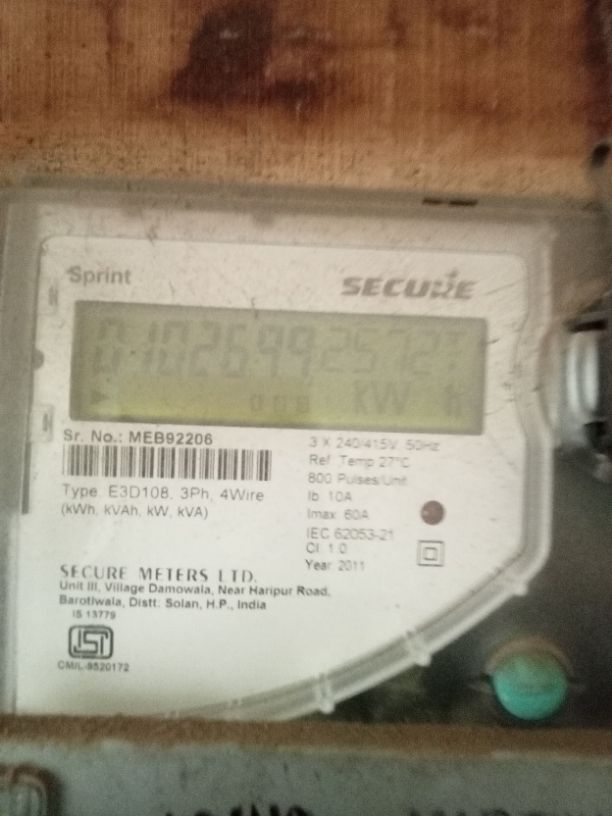 Sprint
SECURE
kW h
Sr. No.: MEB92206
3 X 240/415V, 50Hz
Ref. Temp 27°C
800 Pulses/Unit
Ib 10A
Imax 60A
IEC 62053-21
Cl. 1.0
Year 2011
Type. E3D108, 3Ph, 4Wire
(kWh, kVAh, kW, kVA)
SECURE METERS LTD.
Unit III, Village Damowala, Near Haripur Road,
Barotiwala, Distt. Solan, H.P., India
IS 13779
ISI
CM/L-9520172